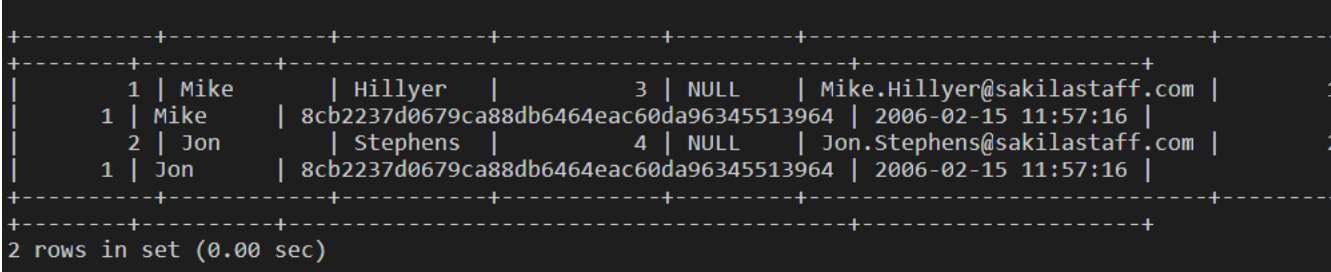 +----------+------------+-----------+------------+---------+------------------------------+--------
+--------+----------+------------------------------------------+---------------------+
|        1 | Mike       | Hillyer   |          3 | NULL    | Mike.Hillyer@sakilastaff.com |        1
|      1 | Mike     | 8cb2237d0679ca88db6464eac60da96345513964 | 2006-02-15 11:57:16 |
|        2 | Jon        | Stephens  |          4 | NULL    | Jon.Stephens@sakilastaff.com |        2
|      1 | Jon      | 8cb2237d0679ca88db6464eac60da96345513964 | 2006-02-15 11:57:16 |
+----------+------------+-----------+------------+---------+------------------------------+--------
+--------+----------+------------------------------------------+---------------------+
2 rows in set (0.00 sec)